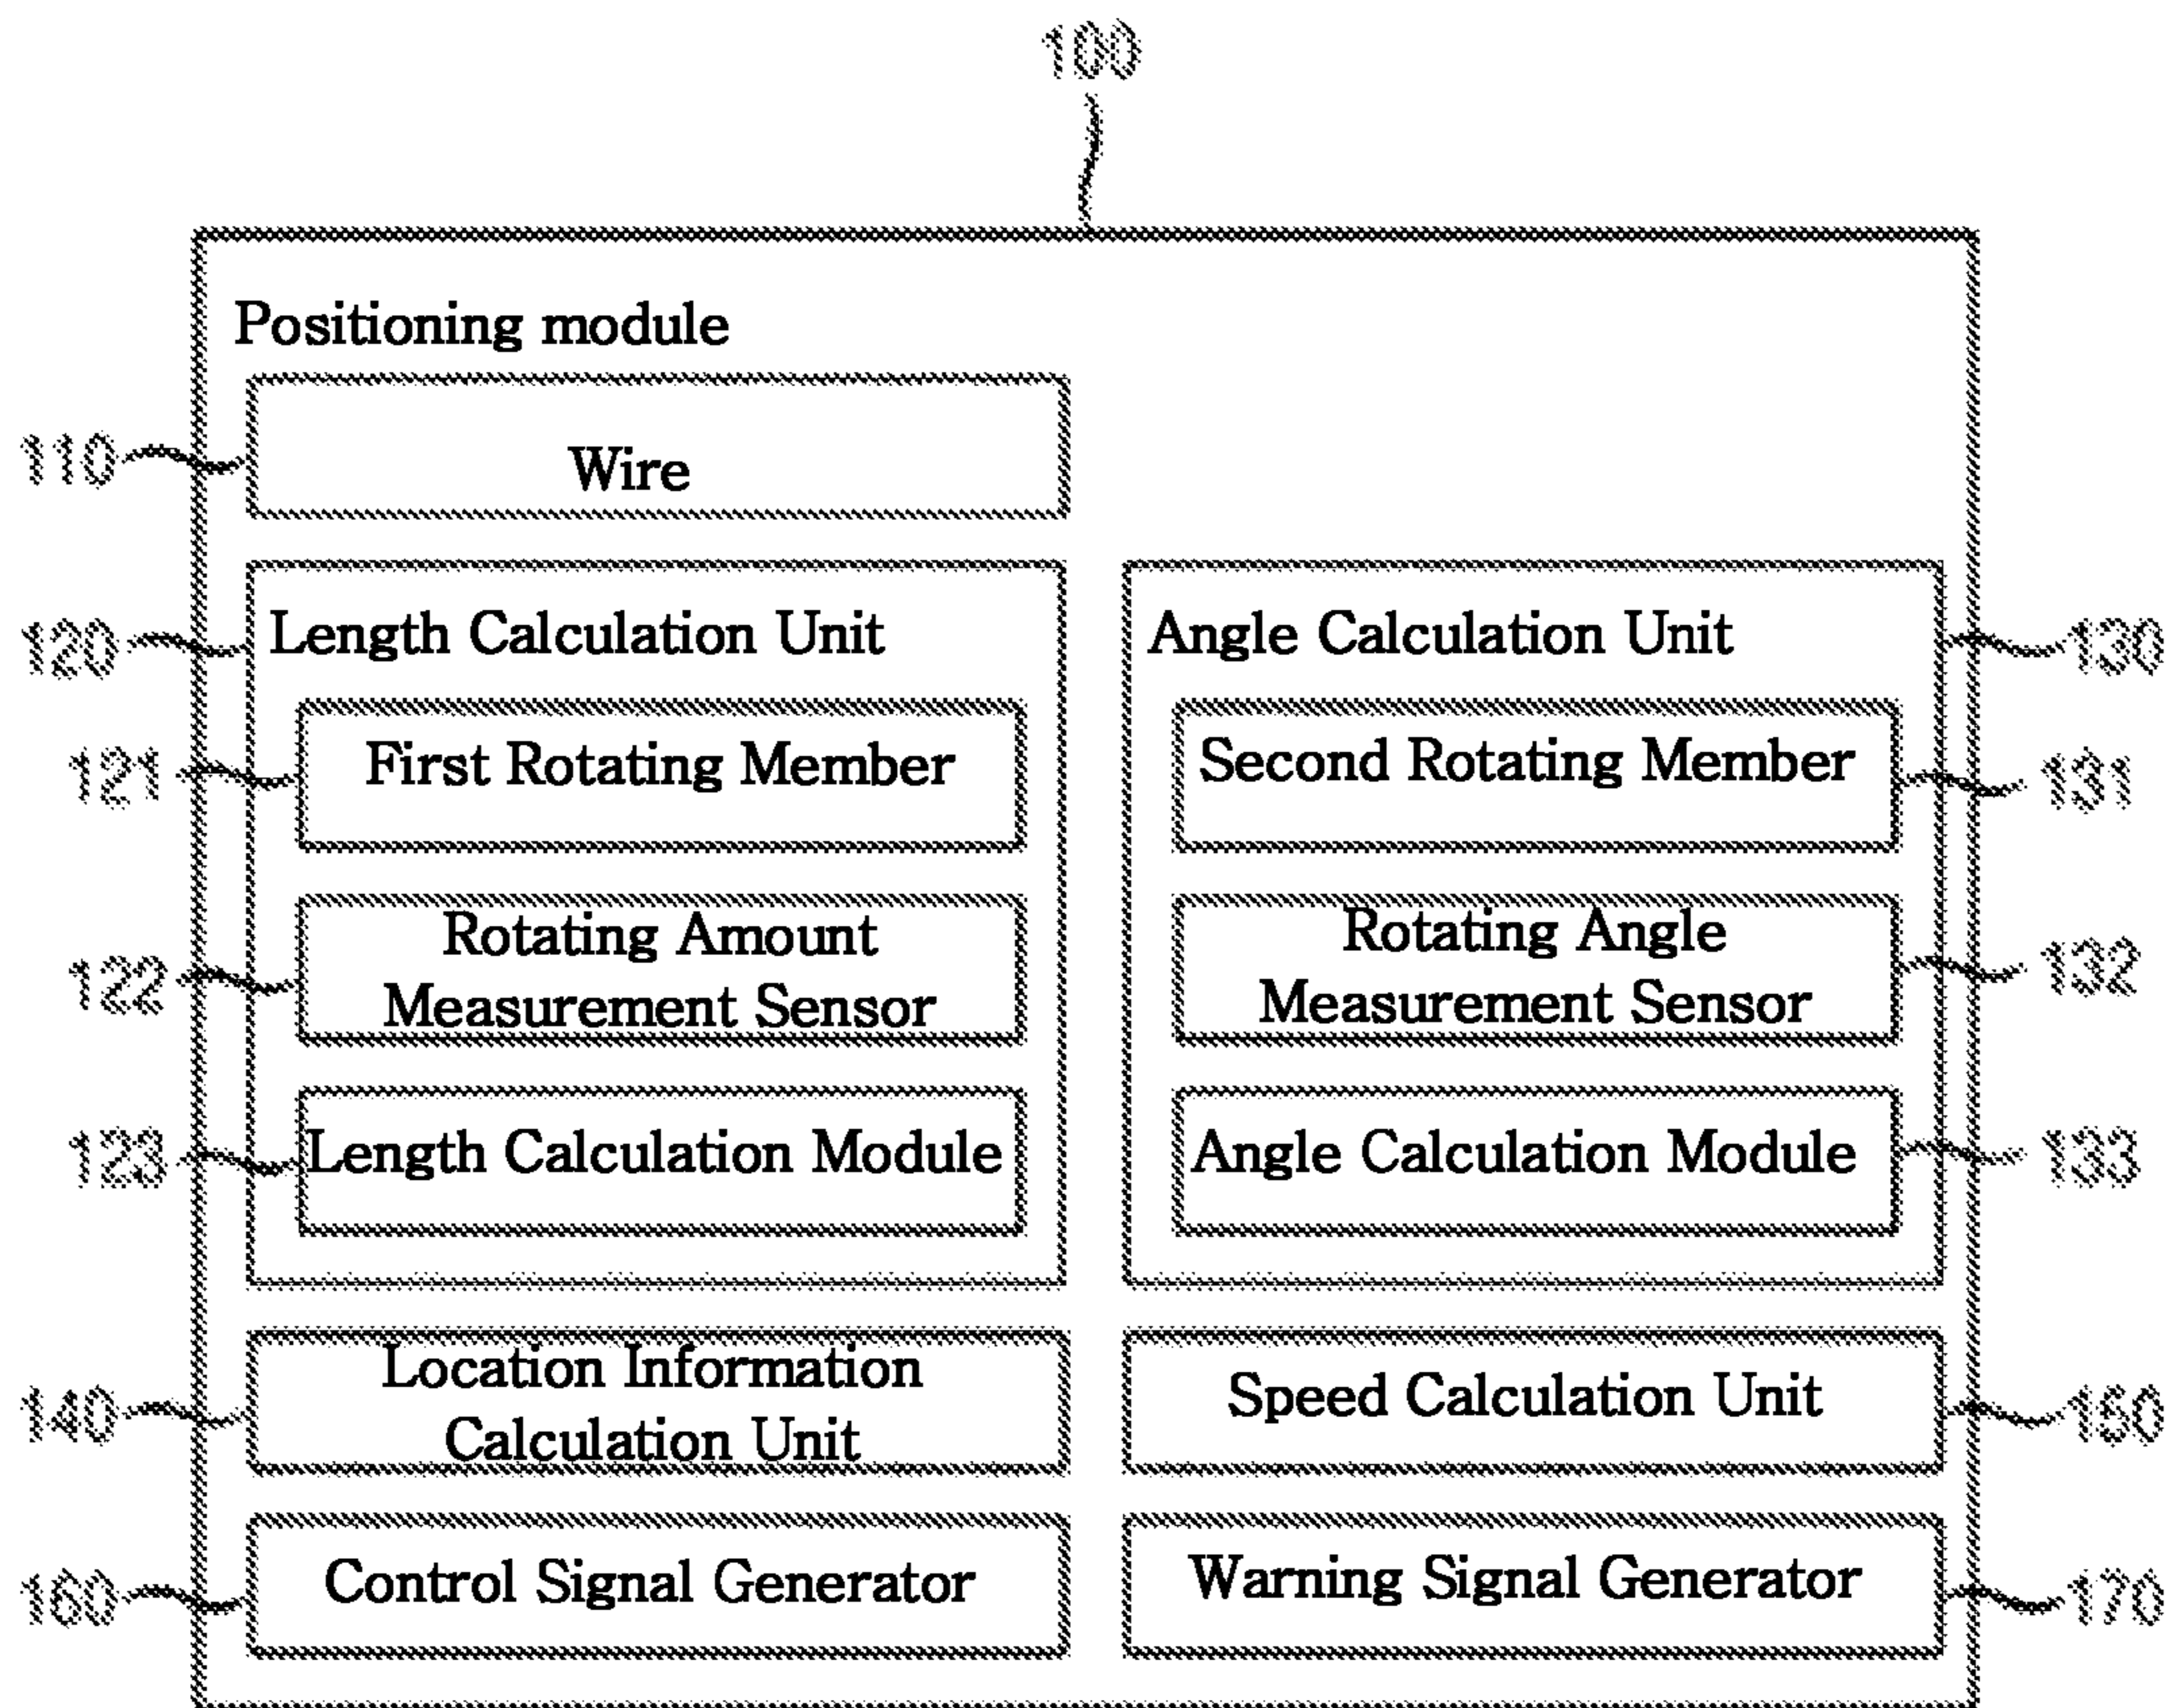 100
Positioning module
110
Wire
120
Length Calculation Unit
121
First Rotating Member
122
Rotating Amount
Measurement Sensor
123
Length Calculation Module
Angle Calculation Unit
130
Second Rotating Member
131
Rotating Angle
Measurement Sensor
132
Angle Calculation Module
133
140
Location Information
Calculation Unit
Speed Calculation Unit
150
160
Control Signal Generator
Warning Signal Generator
170